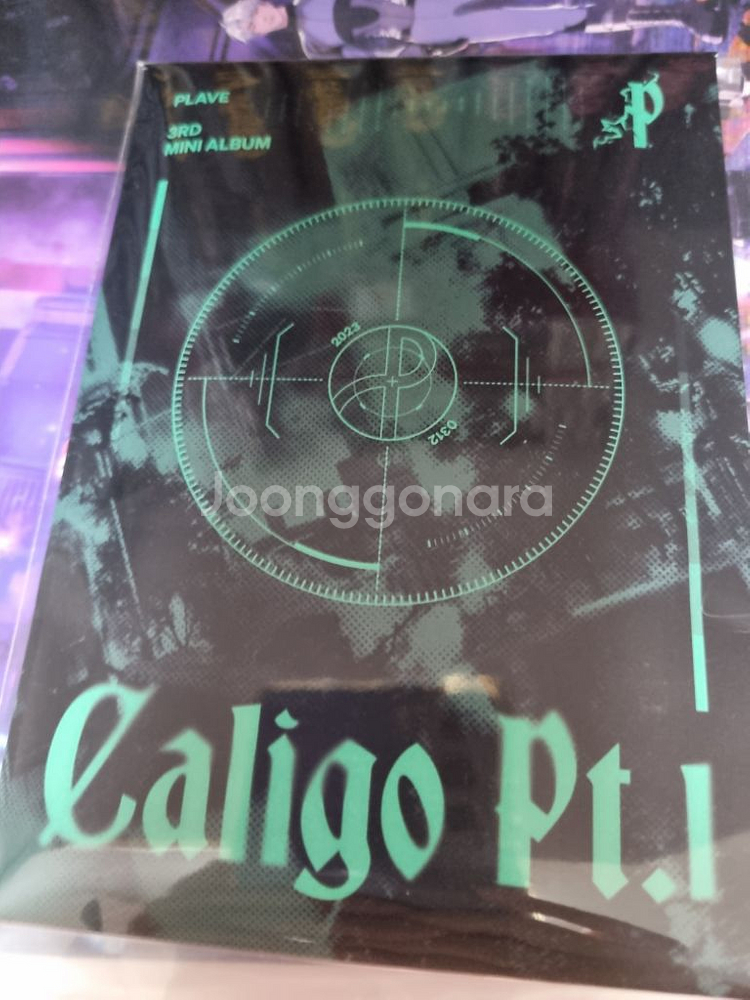 PLAVE
3RD
MINI ALBUM
P
2023
0312
Joonggonara
Caligo Pt.1